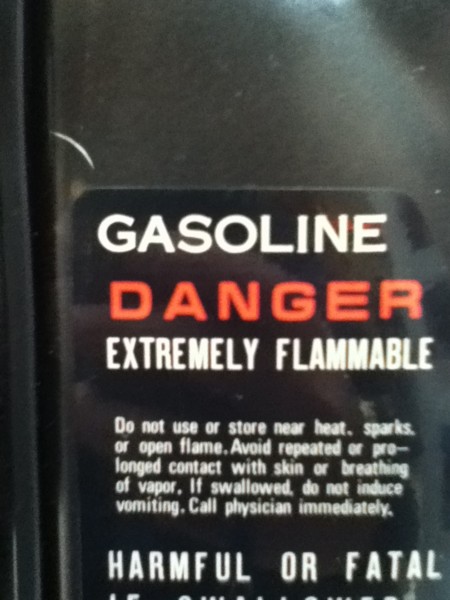 GASOLINE
DANGER
EXTREMELY FLAMMABLE
Do not use or store near heat, sparks,
or open flame. Avoid repeated or pro-
longed contact with skin or breathing
of vapor. If swallowed, do not induce
vomiting. Call physician immediately.
HARMFUL OR FATAL
IF SWALLOWED